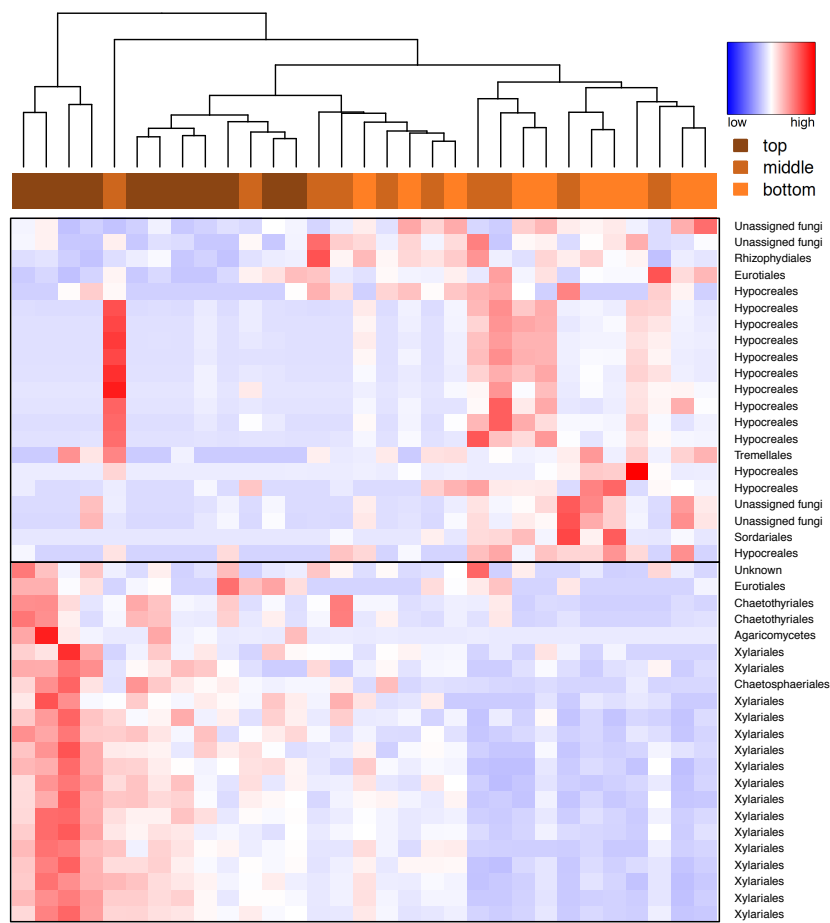 low high
top
middle
bottom
Unassigned fungi
Unassigned fungi
Rhizophydiales
Eurotiales
Hypocreales
Hypocreales
Hypocreales
Hypocreales
Hypocreales
Hypocreales
Hypocreales
Hypocreales
Hypocreales
Hypocreales
Tremellales
Hypocreales
Hypocreales
Unassigned fungi
Unassigned fungi
Sordariales
Hypocreales
Unknown
Eurotiales
Chaetothyriales
Chaetothyriales
Agaricomycetes
Xylariales
Xylariales
Chaetosphaeriales
Xylariales
Xylariales
Xylariales
Xylariales
Xylariales
Xylariales
Xylariales
Xylariales
Xylariales
Xylariales
Xylariales
Xylariales
Xylariales
Xylariales